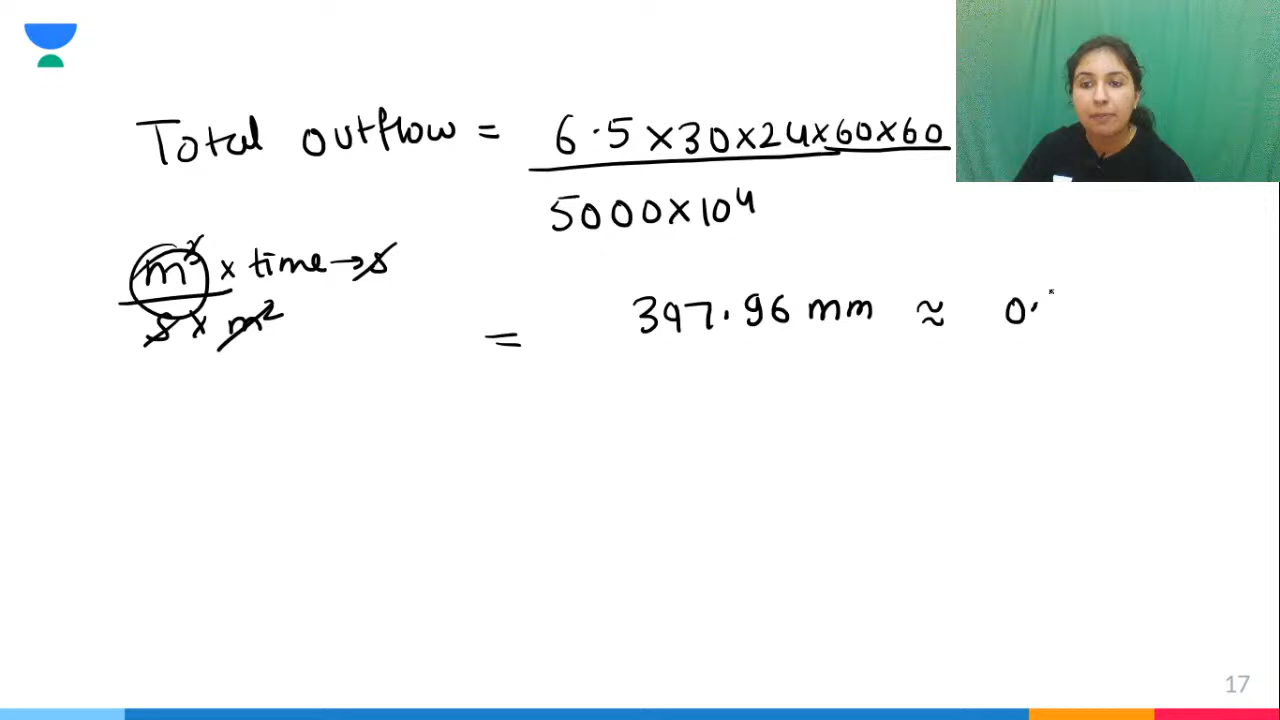 Total outflow = 6.5 x 30 x 24 x 60 x 60
5000 x 10⁴
m³ x time → s
s x m²
= 397.96 mm ≈ 0.
17